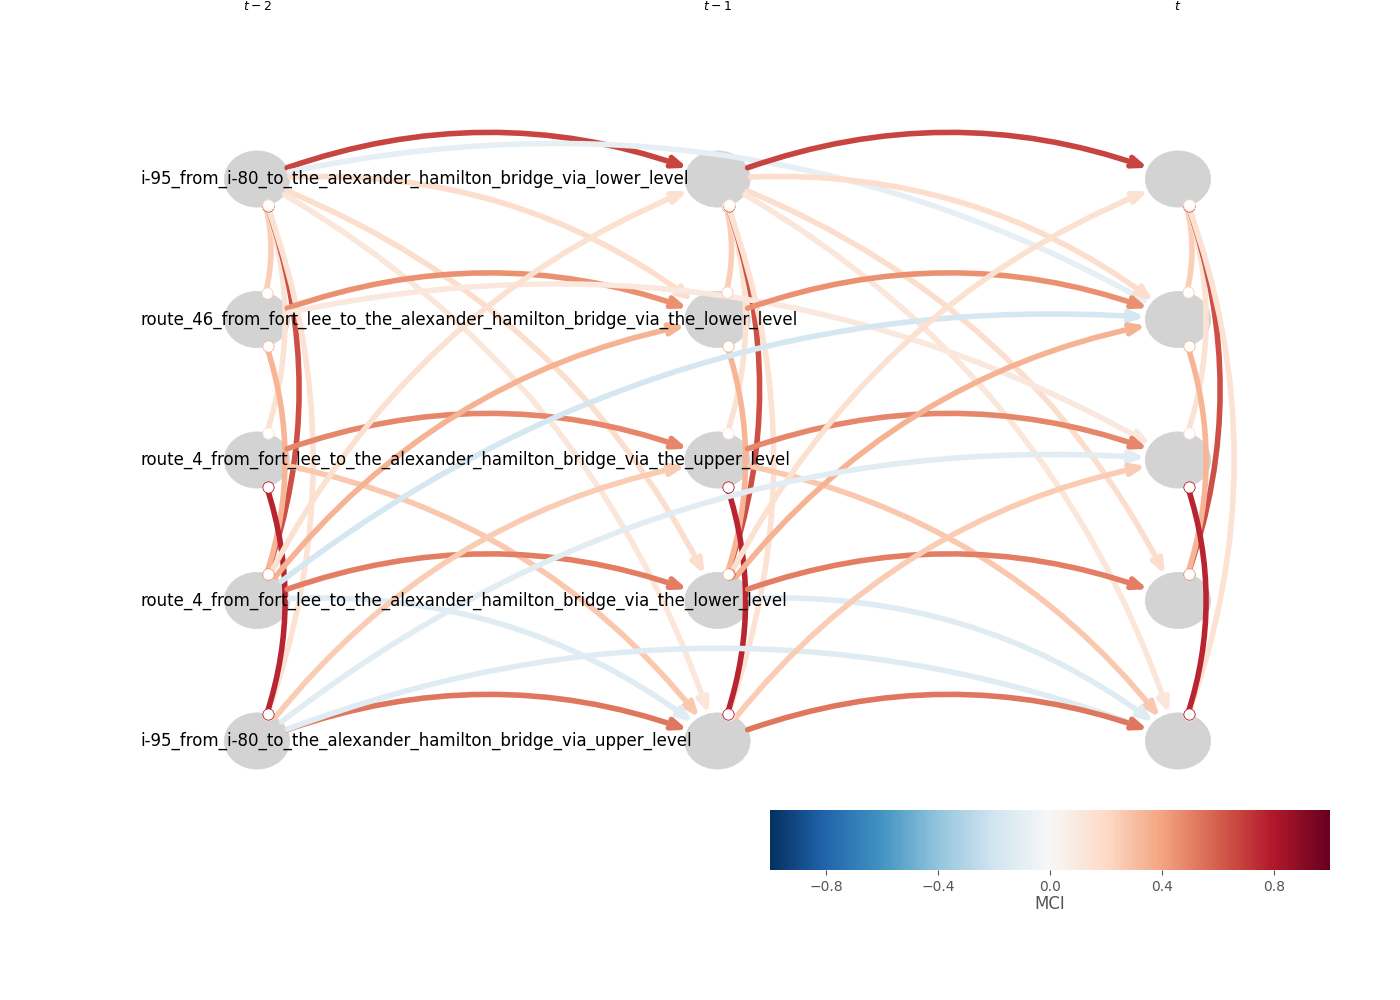 t − 2 t − 1 t
i-95_from_i-80_to_the_alexander_hamilton_bridge_via_lower_level
route_46_from_fort_lee_to_the_alexander_hamilton_bridge_via_the_lower_level
route_4_from_fort_lee_to_the_alexander_hamilton_bridge_via_the_upper_level
route_4_from_fort_lee_to_the_alexander_hamilton_bridge_via_the_lower_level
i-95_from_i-80_to_the_alexander_hamilton_bridge_via_upper_level
−0.8 −0.4 0.0 0.4 0.8
MCI